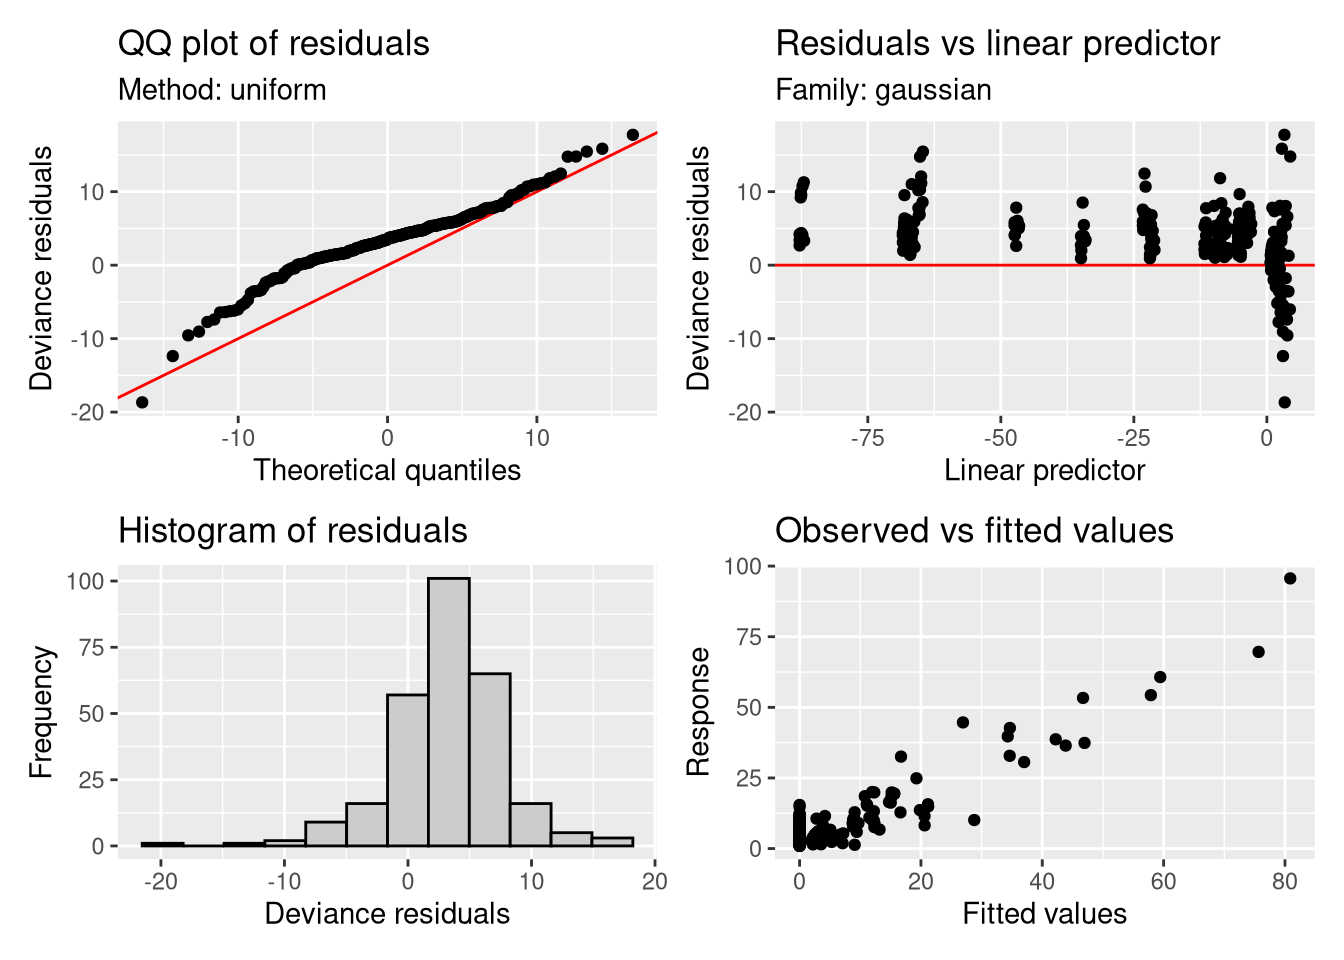 QQ plot of residuals
Method: uniform
Deviance residuals
10
0
-10
-20
-10
0
10
Theoretical quantiles
Residuals vs linear predictor
Family: gaussian
Deviance residuals
10
0
-10
-20
-75
-50
-25
0
Linear predictor
Histogram of residuals
Frequency
100
75
50
25
0
-20
-10
0
10
20
Deviance residuals
Observed vs fitted values
Response
100
75
50
25
0
0
20
40
60
80
Fitted values